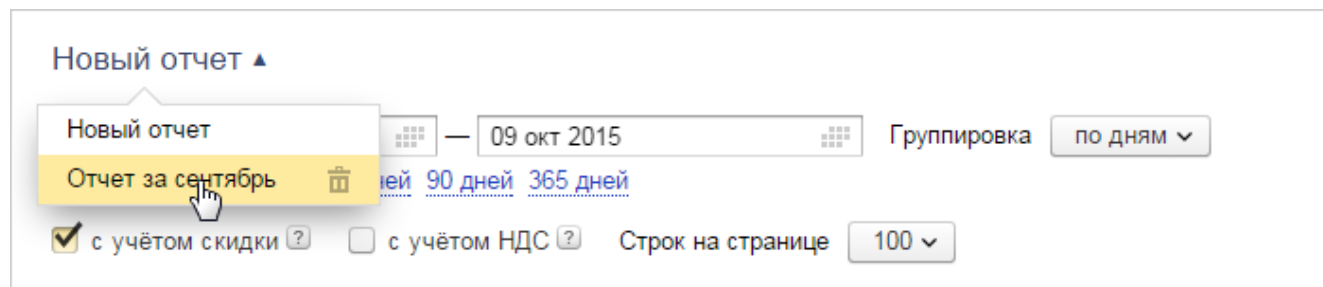 Новый отчет ▲
Новый отчет
— 09 окт 2015 Группировка по дням
Отчет за сентябрь
ней 90 дней 365 дней
с учётом скидки ? с учётом НДС ? Строк на странице 100